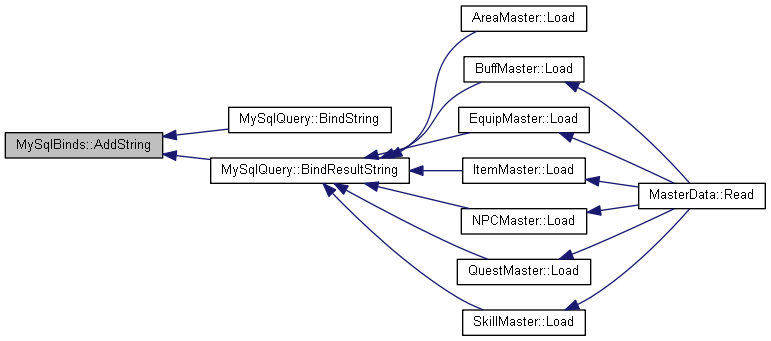 AreaMaster::Load
BuffMaster::Load
MySqlQuery::BindString
EquipMaster::Load
MySqlBinds::AddString
MySqlQuery::BindResultString
ItemMaster::Load
MasterData::Read
NPCMaster::Load
QuestMaster::Load
SkillMaster::Load